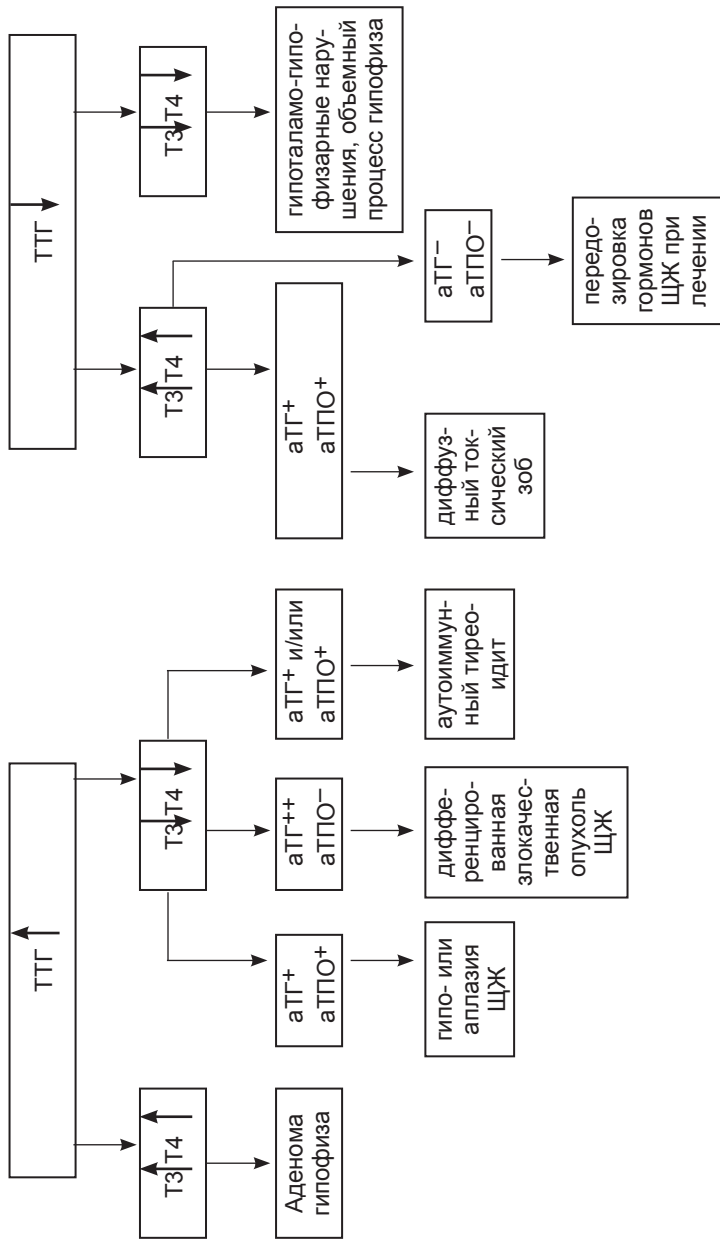 ТТГ ↑
Т3↑ Т4↑
Т3↓ Т4↓
Аденома
гипофиза
аТГ⁺
аТПО⁺
аТГ⁺⁺
аТПО⁻
аТГ⁺ и/или
аТПО⁺
гипо- или
аплазия
ЩЖ
диффе-
ренциро-
ванная
злокачес-
твенная
опухоль
ЩЖ
аутоиммун-
ный тирео-
идит
ТТГ ↓
Т3↑ Т4↑
Т3↓ Т4↓
аТГ⁺
аТПО⁺
гипоталамо-гипо-
физарные нару-
шения, объемный
процесс гипофиза
аТГ⁻
аТПО⁻
диффуз-
ный ток-
сический
зоб
передо-
зировка
гормонов
ЩЖ при
лечении